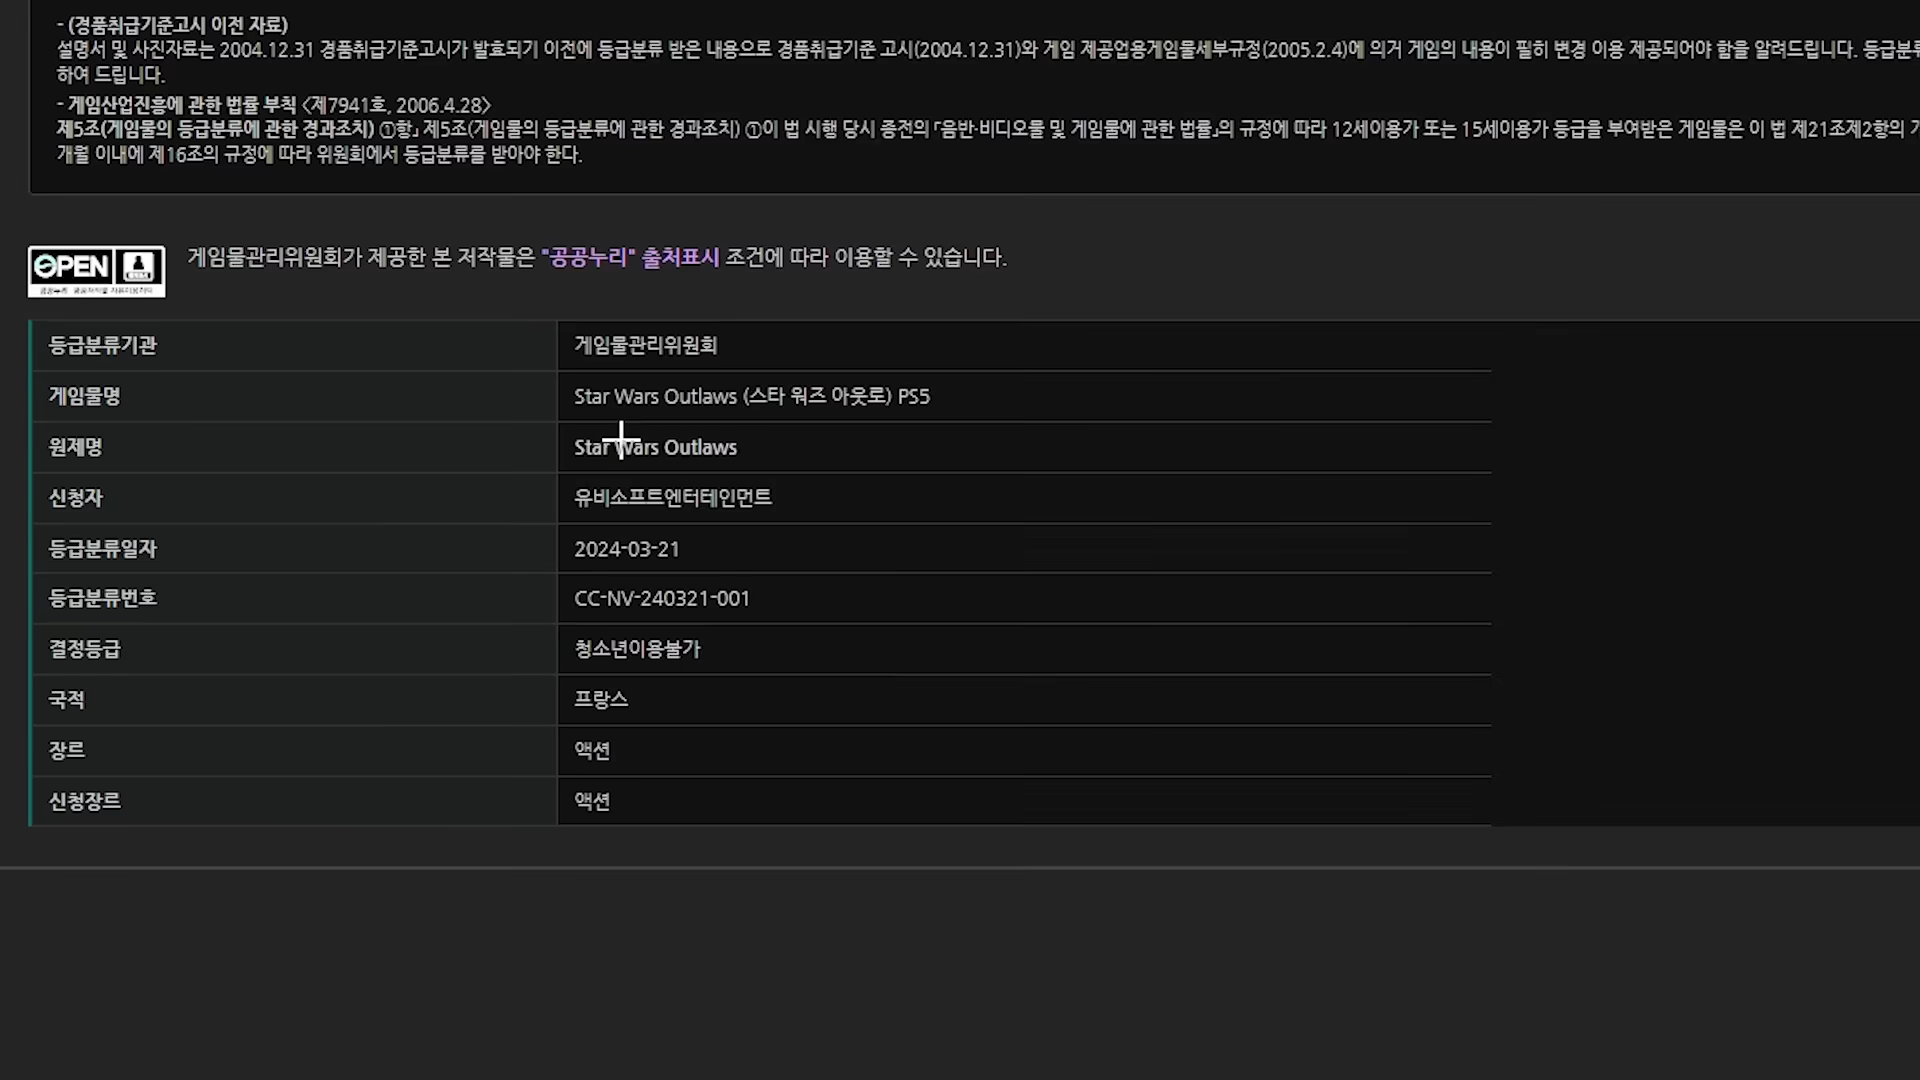 - (경품취급기준고시 이전 자료)
설명서 및 사진자료는 2004.12.31 경품취급기준고시가 발효되기 이전에 등급분류 받은 내용으로 경품취급기준 고시(2004.12.31)와 게임 제공업용게임물세부규정(2005.2.4)에 의거 게임의 내용이 필히 변경 이용 제공되어야 함을 알려드립니다. 등급분류
하여 드립니다.
- 게임산업진흥에 관한 법률 부칙 <제7941호, 2006.4.28>
제5조(게임물의 등급분류에 관한 경과조치) ①항」 제5조(게임물의 등급분류에 관한 경과조치) ①이 법 시행 당시 종전의 「음반·비디오물 및 게임물에 관한 법률」의 규정에 따라 12세이용가 또는 15세이용가 등급을 부여받은 게임물은 이 법 제21조제2항의
개월 이내에 제16조의 규정에 따라 위원회에서 등급분류를 받아야 한다.
OPEN
게임물관리위원회가 제공한 본 저작물은 "공공누리" 출처표시 조건에 따라 이용할 수 있습니다.
등급분류기관 게임물관리위원회
게임물명 Star Wars Outlaws (스타 워즈 아웃로) PS5
원제명 Star Wars Outlaws
신청자 유비소프트엔터테인먼트
등급분류일자 2024-03-21
등급분류번호 CC-NV-240321-001
결정등급 청소년이용불가
국적 프랑스
장르 액션
신청장르 액션